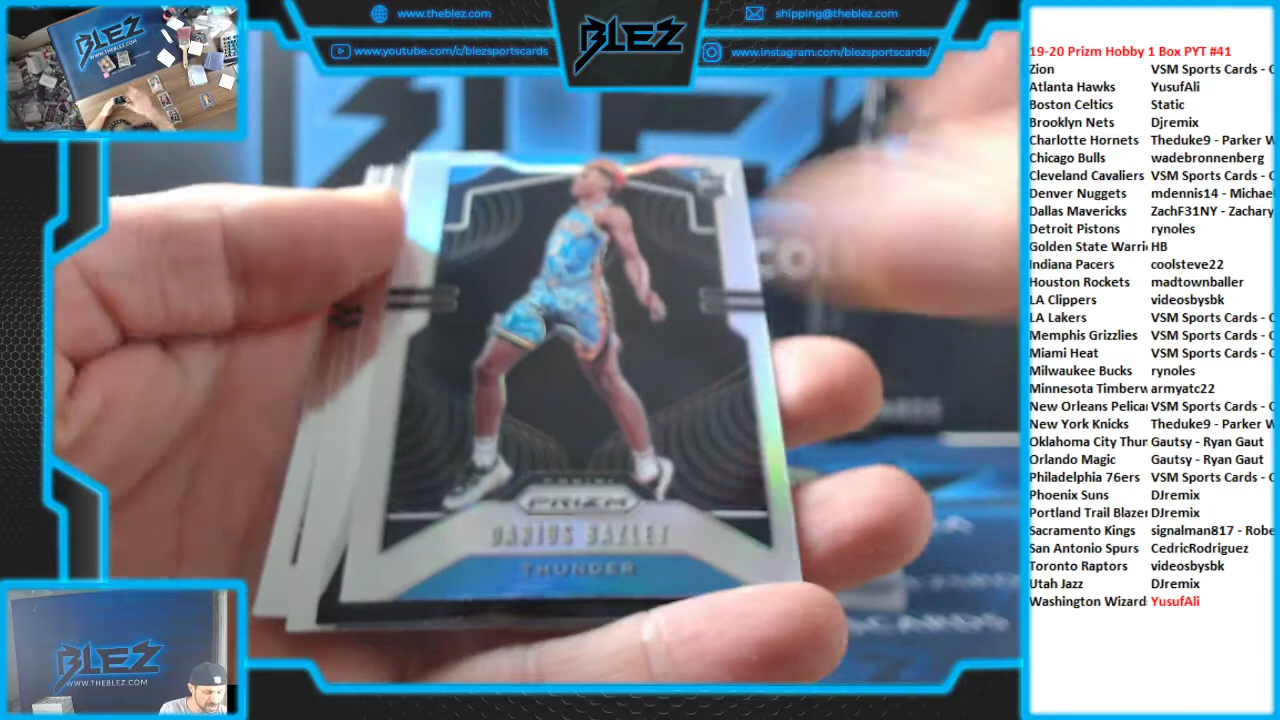 www.theblez.com
shipping@theblez.com
www.youtube.com/c/blezsportscards
www.instagram.com/blezsportscards/
BLEZ
BLEZ
WWW.THEBLEZ.COM
PANINI
PRIZM
DARIUS BAZLEY
THUNDER
BLEZ
WWW.THEBLEZ.COM
19-20 Prizm Hobby 1 Box PYT #41
Zion VSM Sports Cards - C
Atlanta Hawks YusufAli
Boston Celtics Static
Brooklyn Nets Djremix
Charlotte Hornets Theduke9 - Parker W
Chicago Bulls wadebronnenberg
Cleveland Cavaliers VSM Sports Cards - C
Denver Nuggets mdennis14 - Michae
Dallas Mavericks ZachF31NY - Zachary
Detroit Pistons rynoles
Golden State Warri HB
Indiana Pacers coolsteve22
Houston Rockets madtownballer
LA Clippers videosbysbk
LA Lakers VSM Sports Cards - C
Memphis Grizzlies VSM Sports Cards - C
Miami Heat VSM Sports Cards - C
Milwaukee Bucks rynoles
Minnesota Timberw armyatc22
New Orleans Pelica VSM Sports Cards - C
New York Knicks Theduke9 - Parker W
Oklahoma City Thur Gautsy - Ryan Gaut
Orlando Magic Gautsy - Ryan Gaut
Philadelphia 76ers VSM Sports Cards - C
Phoenix Suns DJremix
Portland Trail Blazer DJremix
Sacramento Kings signalman817 - Robe
San Antonio Spurs CedricRodriguez
Toronto Raptors videosbysbk
Utah Jazz DJremix
Washington Wizard YusufAli